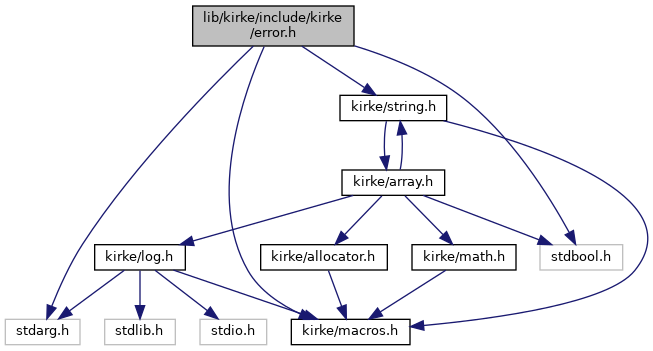 lib/kirke/include/kirke
/error.h
kirke/string.h
kirke/array.h
kirke/log.h
kirke/allocator.h
kirke/math.h
stdbool.h
stdarg.h
stdlib.h
stdio.h
kirke/macros.h